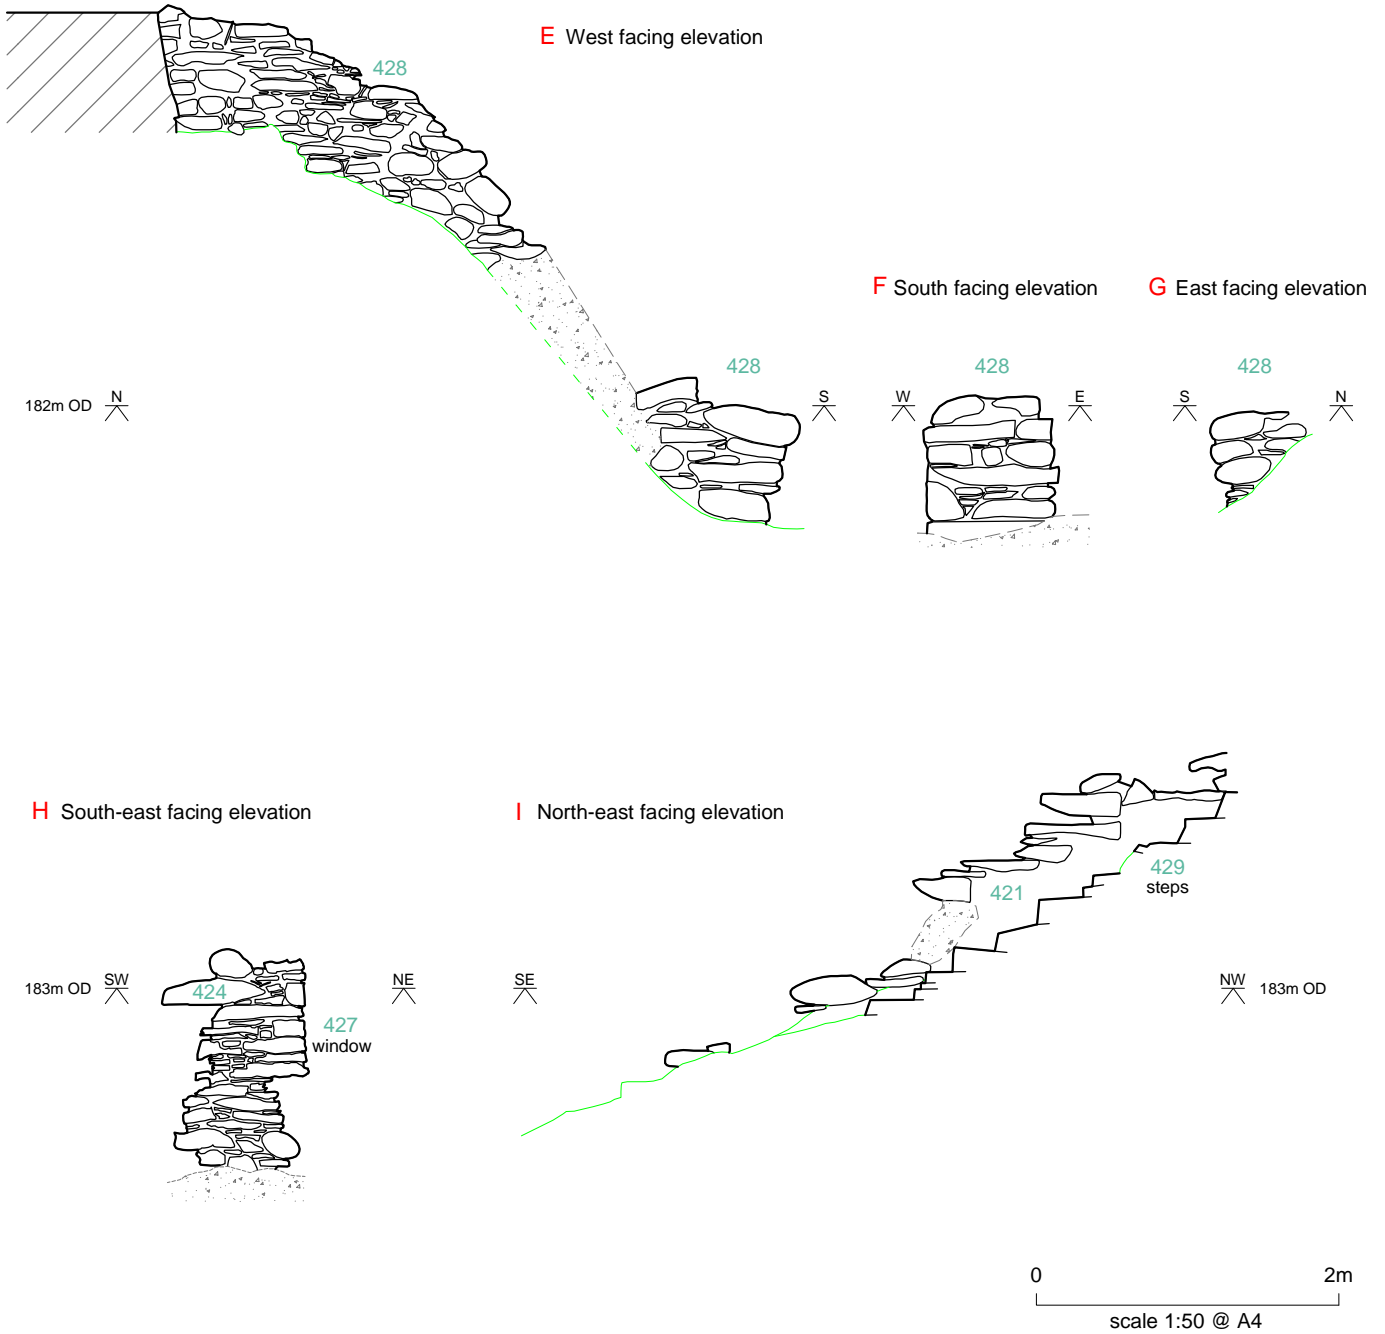 E West facing elevation
428
F South facing elevation
G East facing elevation
428
428
428
182m OD N
S
W
E
S
N
H South-east facing elevation
I North-east facing elevation
429
steps
421
183m OD SW
424
NE
SE
NW 183m OD
427
window
0 2m
scale 1:50 @ A4